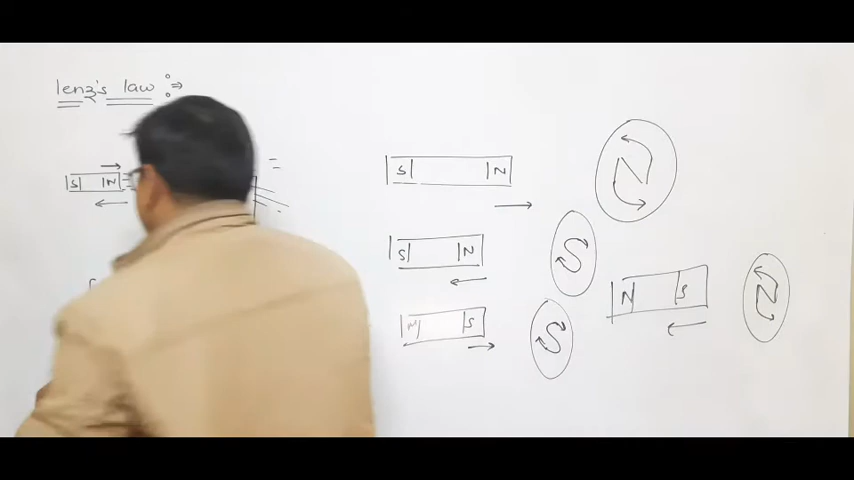 lenz's law :⇒
S N
S N N
S N S
N S N
N S S